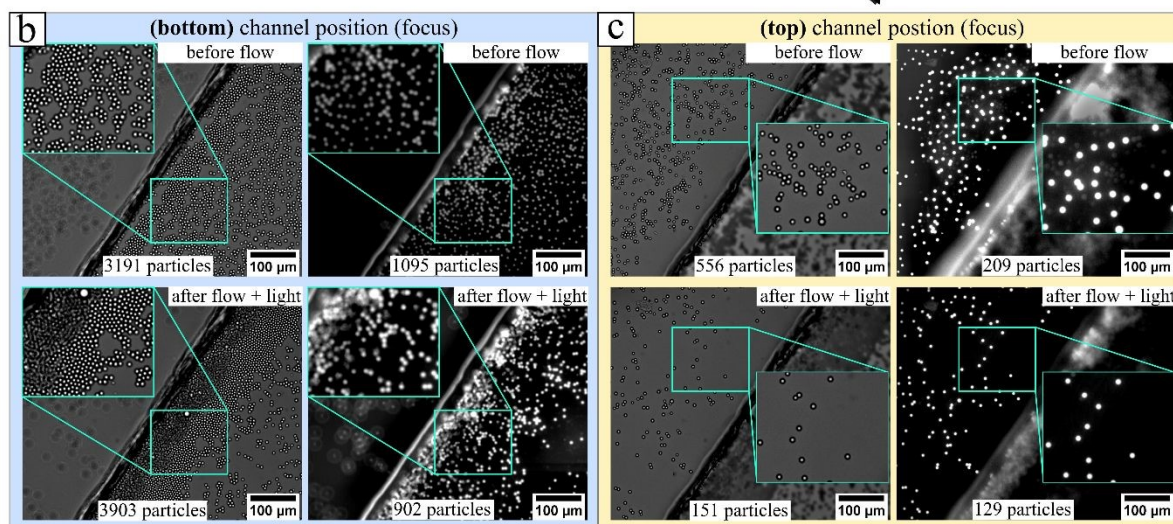 b
(bottom) channel position (focus)
before flow
before flow
3191 particles
100 µm
1095 particles
100 µm
after flow + light
after flow + light
3903 particles
100 µm
902 particles
100 µm
c
(top) channel postion (focus)
before flow
before flow
556 particles
100 µm
209 particles
100 µm
after flow + light
after flow + light
151 particles
100 µm
129 particles
100 µm